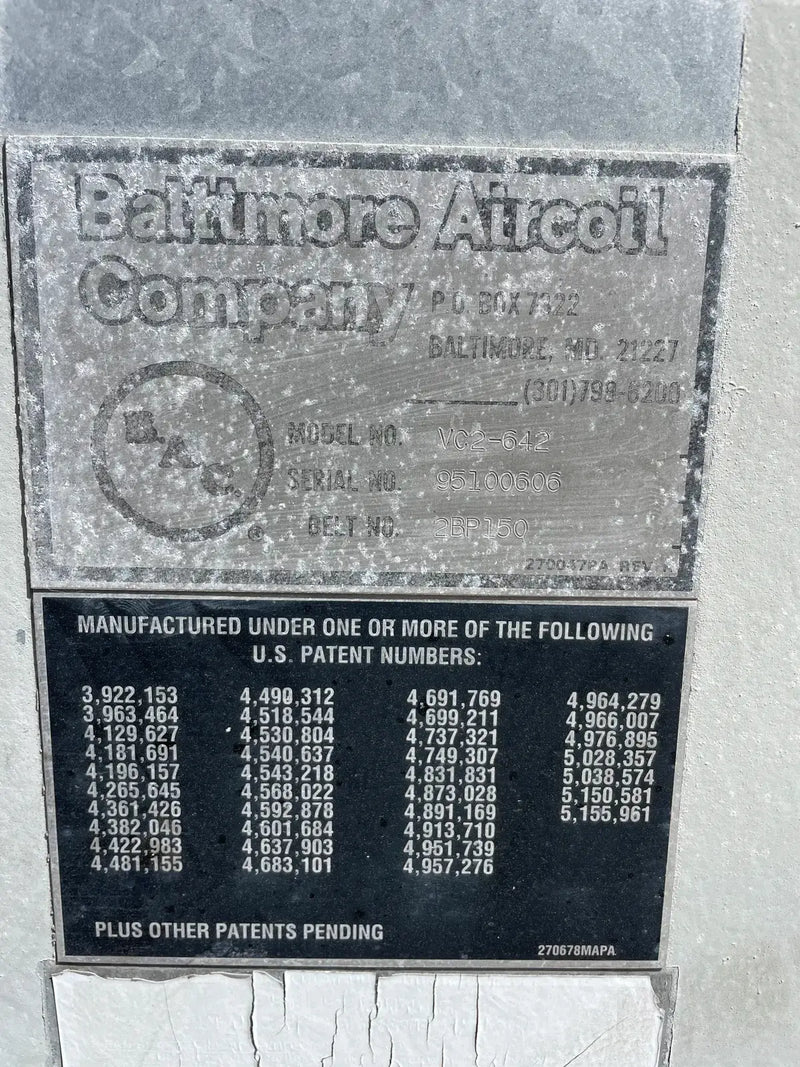 Baltimore Aircoil
Company
P.O. BOX 7322
BALTIMORE, MD. 21227
(301)799-6200
B.A.C.®
MODEL NO. VC2-642
SERIAL NO. 95100606
BELT NO. 2BP150
270047PA REV
MANUFACTURED UNDER ONE OR MORE OF THE FOLLOWING
U.S. PATENT NUMBERS:
3,922,153 4,490,312 4,691,769 4,964,279
3,963,464 4,518,544 4,699,211 4,966,007
4,129,627 4,530,804 4,737,321 4,976,895
4,181,691 4,540,637 4,749,307 5,028,357
4,196,157 4,543,218 4,831,831 5,038,574
4,265,645 4,568,022 4,873,028 5,150,581
4,361,426 4,592,878 4,891,169 5,155,961
4,382,046 4,601,684 4,913,710
4,422,983 4,637,903 4,951,739
4,481,155 4,683,101 4,957,276
PLUS OTHER PATENTS PENDING
270678MAPA